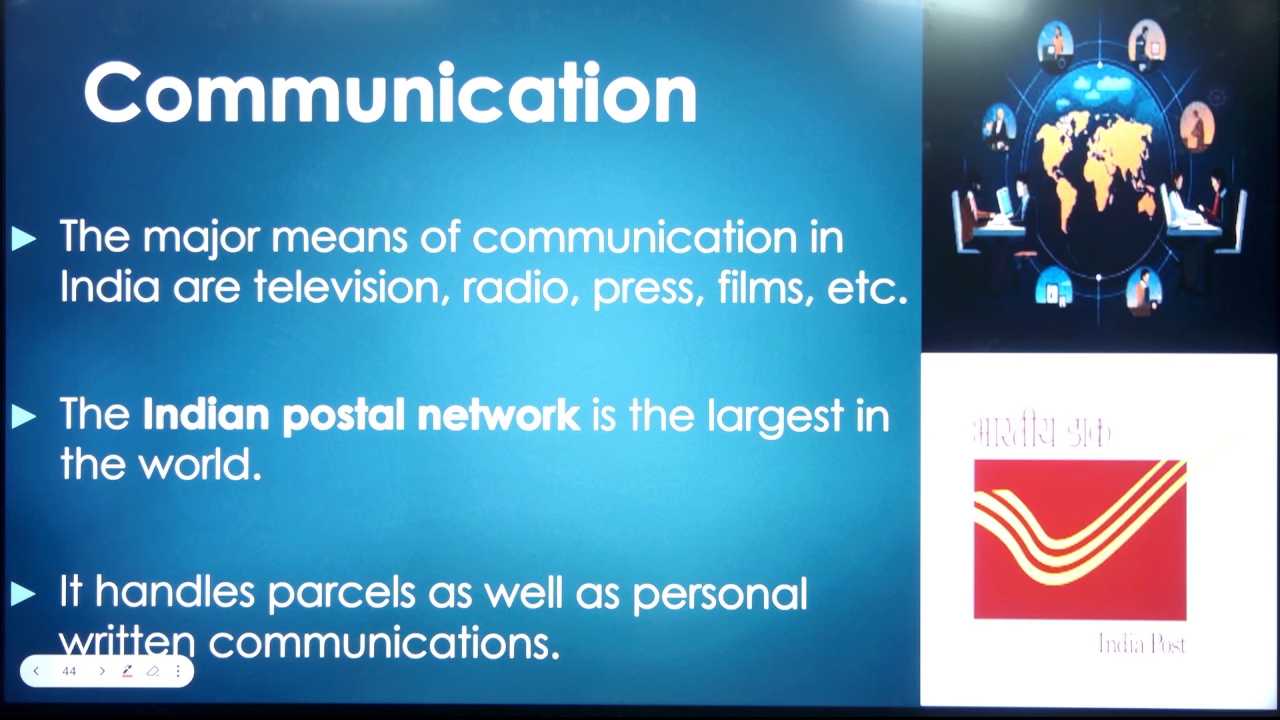 Communication
The major means of communication in
India are television, radio, press, films, etc.
The Indian postal network is the largest in
the world.
It handles parcels as well as personal
written communications.
44
भारतीय डाक
India Post